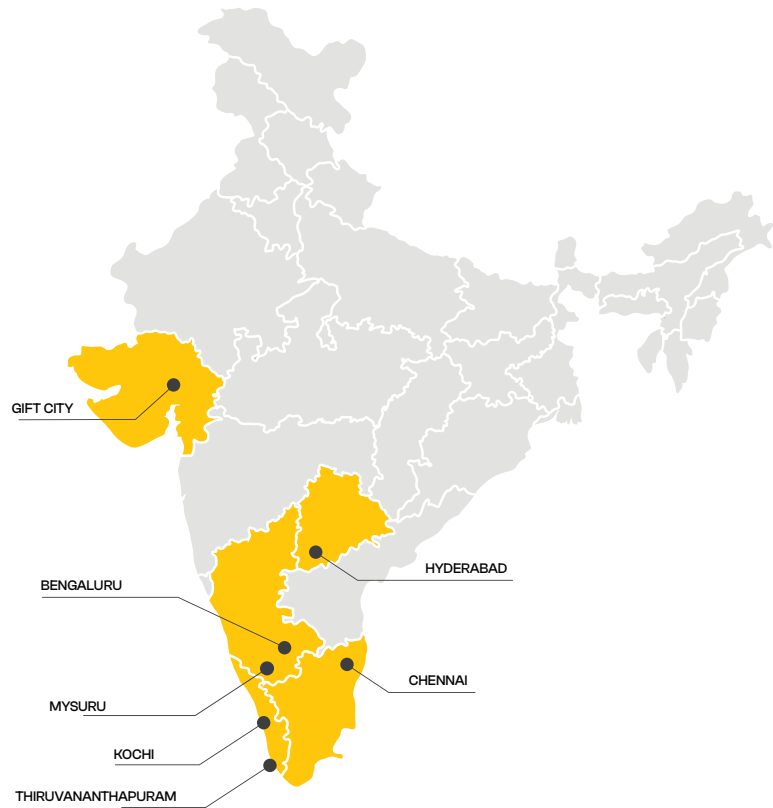 GIFT CITY
HYDERABAD
BENGALURU
CHENNAI
MYSURU
KOCHI
THIRUVANANTHAPURAM